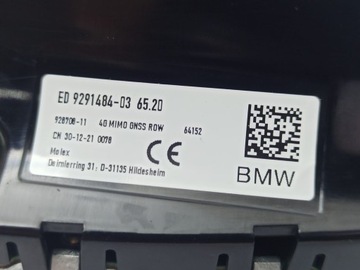 ED 9291484-03 65.20
928708-11 4G MIMO GNSS ROW 64152
CN 30-12-21 0078
Molex
Daimlerring 31, D-31135 Hildesheim
CE
BMW